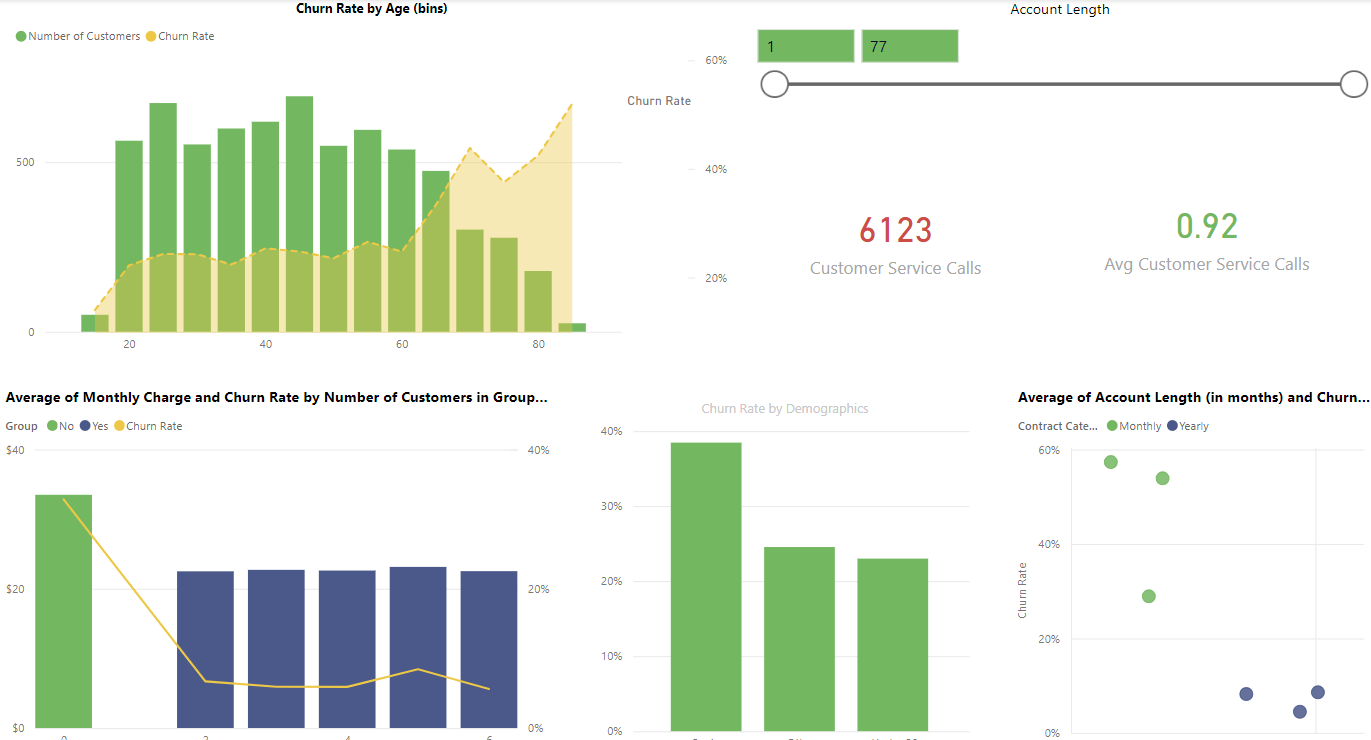 Churn Rate by Age (bins)
Number of Customers Churn Rate
500
0
20 40 60 80
60%
Churn Rate
40%
20%
Account Length
1 77
6123
Customer Service Calls
0.92
Avg Customer Service Calls
Average of Monthly Charge and Churn Rate by Number of Customers in Group...
Group No Yes Churn Rate
$40 40%
$20 20%
$0 0%
Churn Rate by Demographics
40%
30%
20%
10%
0%
Average of Account Length (in months) and Churn...
Contract Cate... Monthly Yearly
60%
40%
Churn Rate
20%
0%